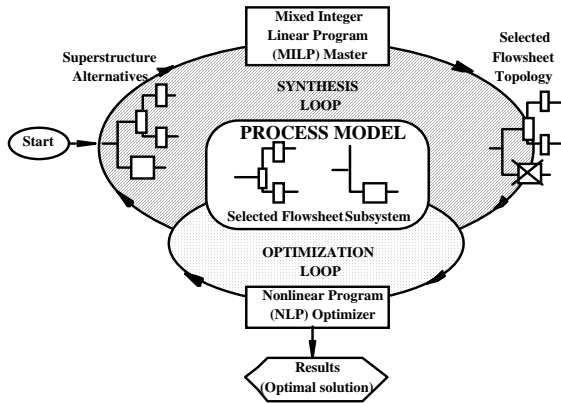 Mixed Integer
Linear Program
(MILP) Master
Superstructure
Alternatives
Selected
Flowsheet
Topology
SYNTHESIS
LOOP
Start
PROCESS MODEL
Selected Flowsheet Subsystem
OPTIMIZATION
LOOP
Nonlinear Program
(NLP) Optimizer
Results
(Optimal solution)